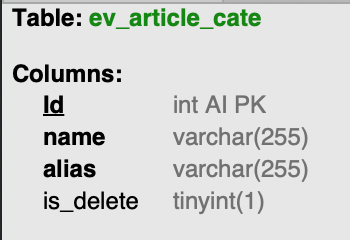 Table: ev_article_cate
Columns:
Id int AI PK
name varchar(255)
alias varchar(255)
is_delete tinyint(1)